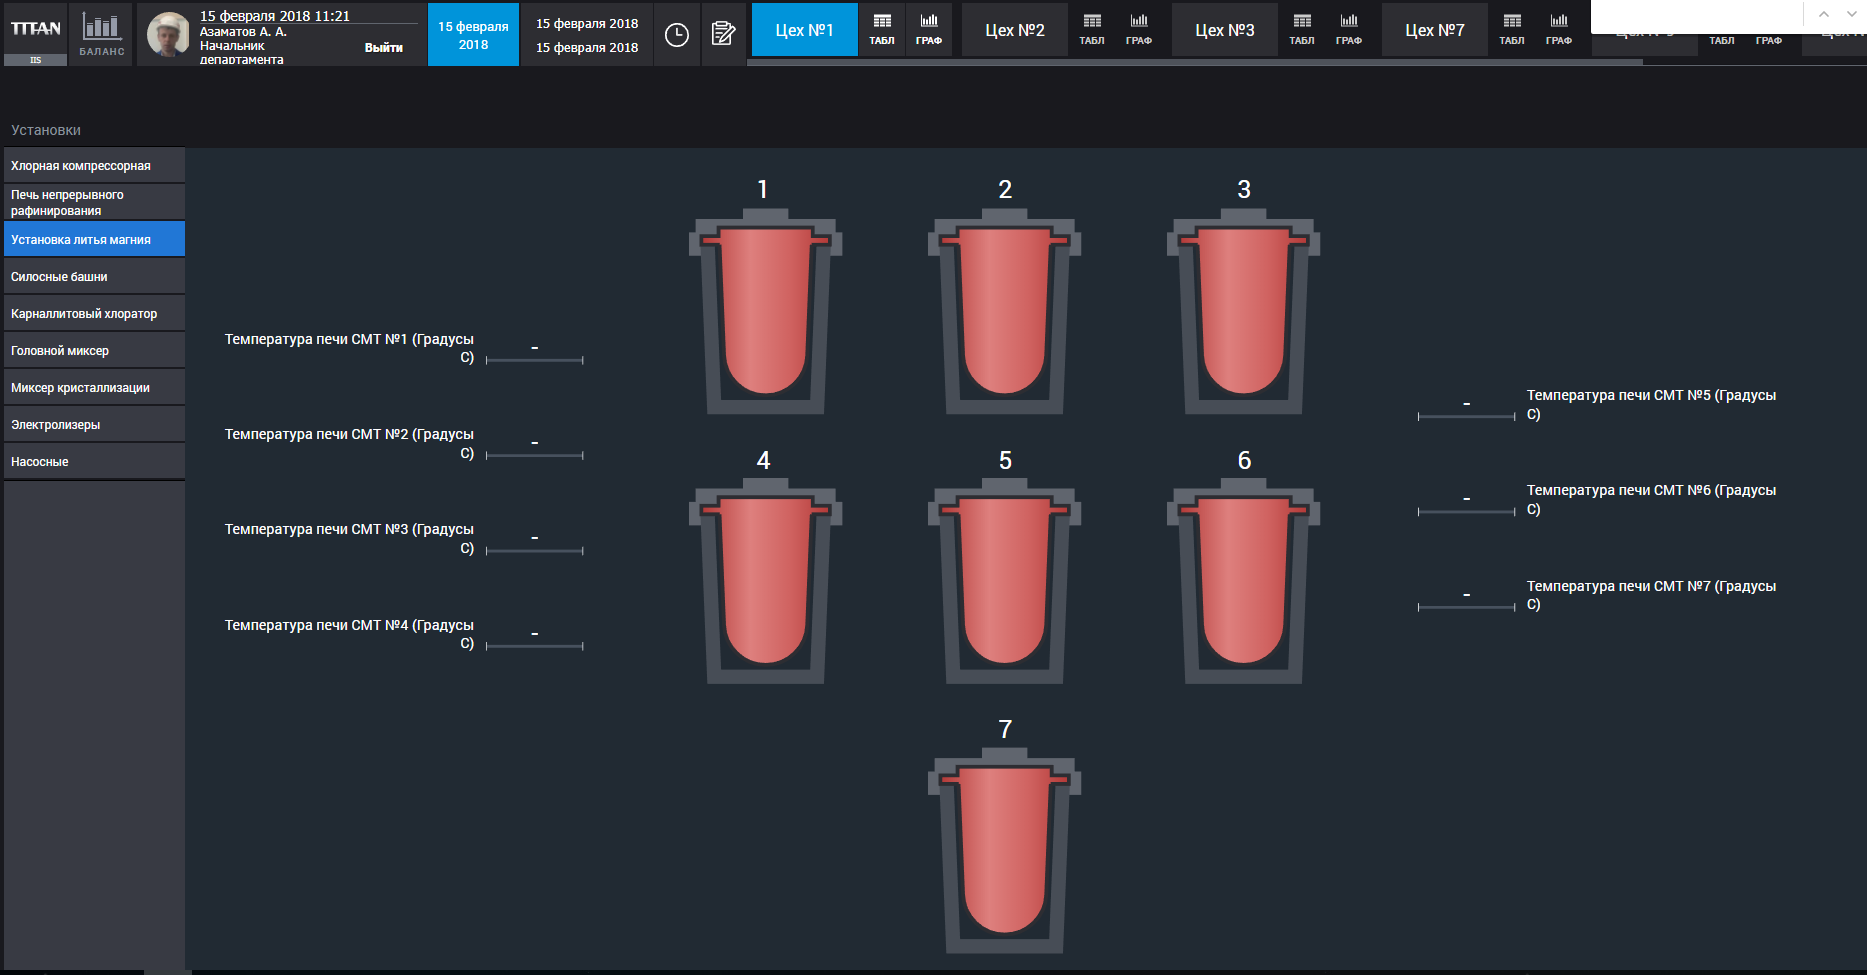 TITAN
IIS
БАЛАНС
15 февраля 2018 11:21
Азаматов А. А.
Начальник
департамента
Выйти
15 февраля
2018
15 февраля 2018
15 февраля 2018
Цех №1
ТАБЛ
ГРАФ
Цех №2
ТАБЛ
ГРАФ
Цех №3
ТАБЛ
ГРАФ
Цех №7
ТАБЛ
ГРАФ
ТАБЛ
ГРАФ
Установки
Хлорная компрессорная
Печь непрерывного
рафинирования
Установка литья магния
Силосные башни
Карналлитовый хлоратор
Головной миксер
Миксер кристаллизации
Электролизеры
Насосные
1
2
3
4
5
6
7
Температура печи СМТ №1 (Градусы
С)
-
Температура печи СМТ №2 (Градусы
С)
-
Температура печи СМТ №3 (Градусы
С)
-
Температура печи СМТ №4 (Градусы
С)
-
-
Температура печи СМТ №5 (Градусы
С)
-
Температура печи СМТ №6 (Градусы
С)
-
Температура печи СМТ №7 (Градусы
С)